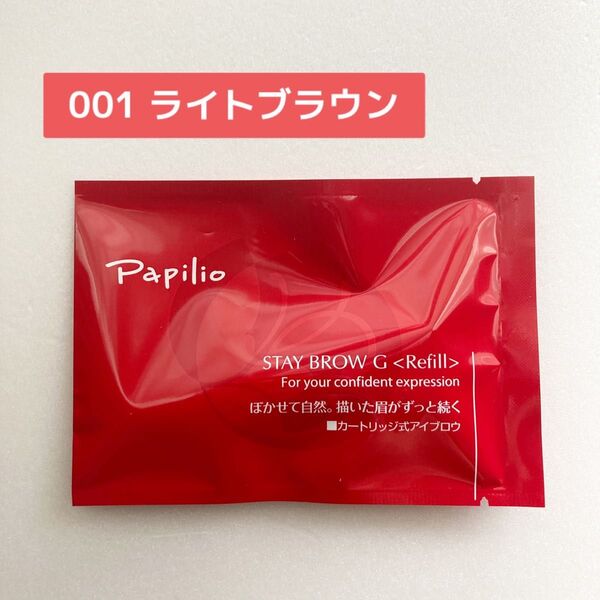 001 ライトブラウン
Papilio
STAY BROW G <Refill>
For your confident expression
ぼかせて自然。描いた眉がずっと続く
■カートリッジ式アイブロウ